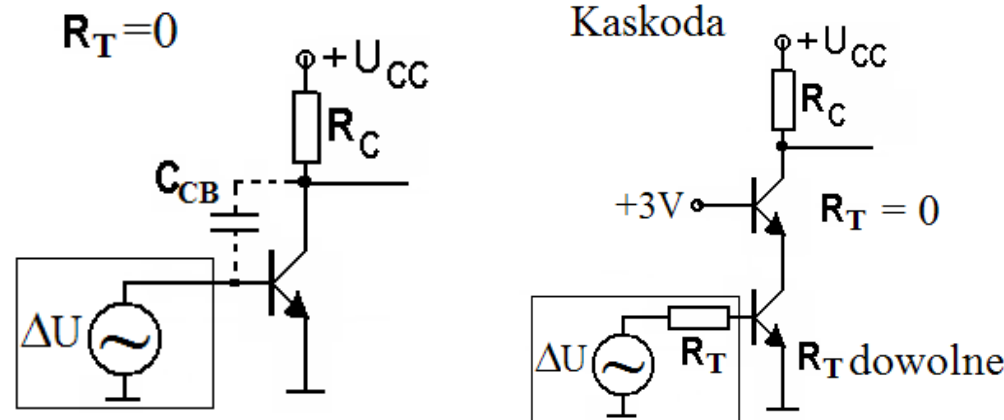 R_T = 0
+U_CC
R_C
C_CB
ΔU
Kaskoda
+U_CC
R_C
+3V
R_T = 0
ΔU
R_T
R_T dowolne